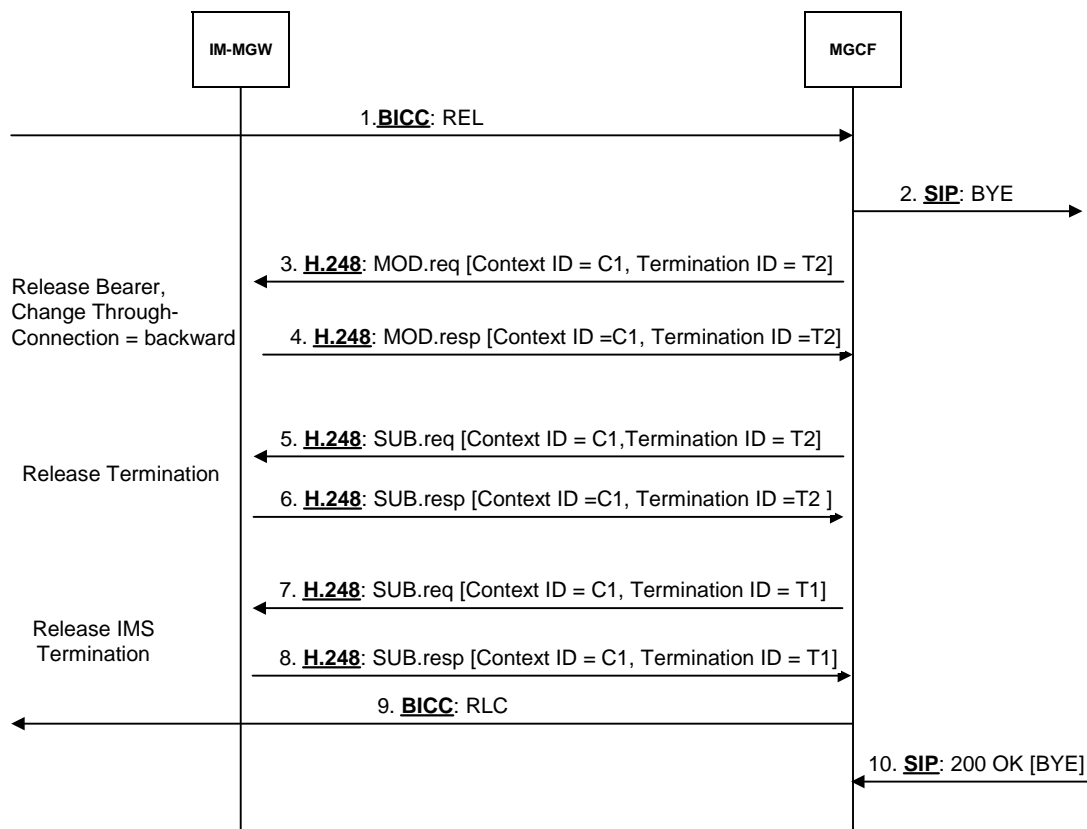 IM-MGW
MGCF
1.BICC: REL
2. SIP: BYE
3. H.248: MOD.req [Context ID = C1, Termination ID = T2]
Release Bearer,
Change Through-
Connection = backward
4. H.248: MOD.resp [Context ID =C1, Termination ID =T2]
5. H.248: SUB.req [Context ID = C1,Termination ID = T2]
Release Termination
6. H.248: SUB.resp [Context ID =C1, Termination ID =T2 ]
7. H.248: SUB.req [Context ID = C1, Termination ID = T1]
Release IMS
Termination
8. H.248: SUB.resp [Context ID = C1, Termination ID = T1]
9. BICC: RLC
10. SIP: 200 OK [BYE]